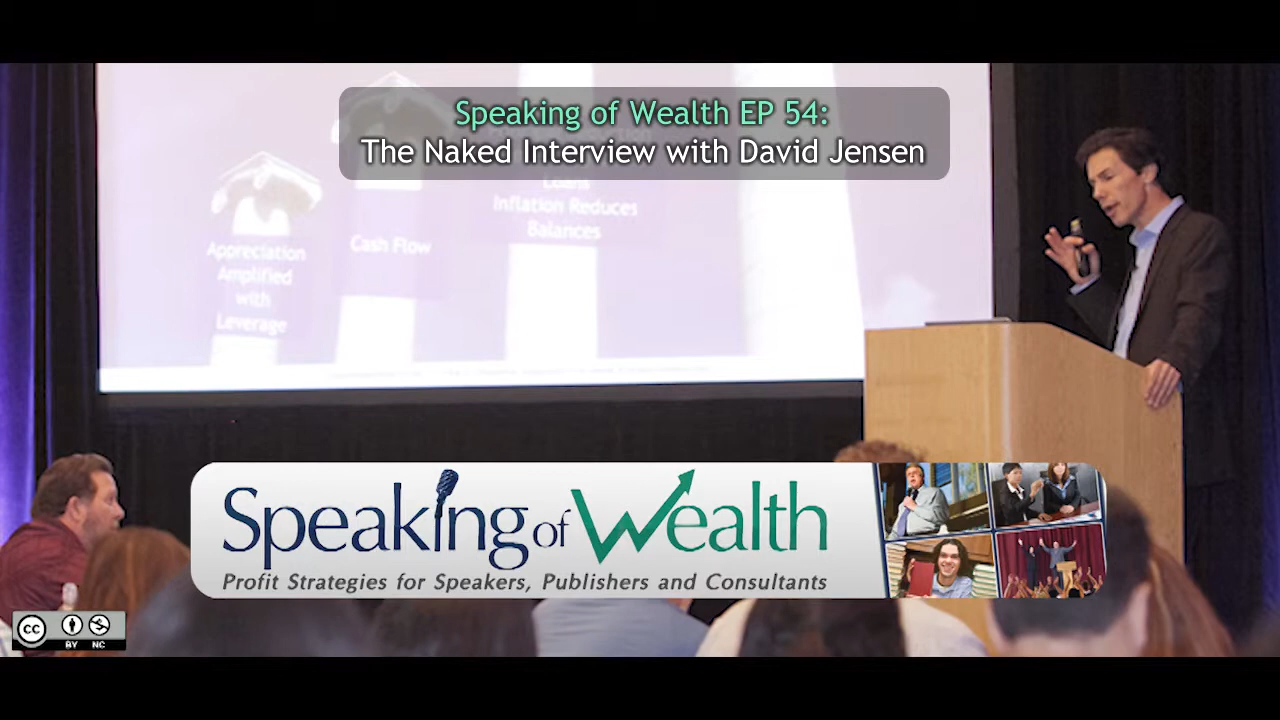 Speaking of Wealth EP 54:
The Naked Interview with David Jensen
Loans
Inflation Reduces
Balances
Cash Flow
Appreciation
Amplified
with
Leverage
Speaking of Wealth
Profit Strategies for Speakers, Publishers and Consultants
cc
BY NC